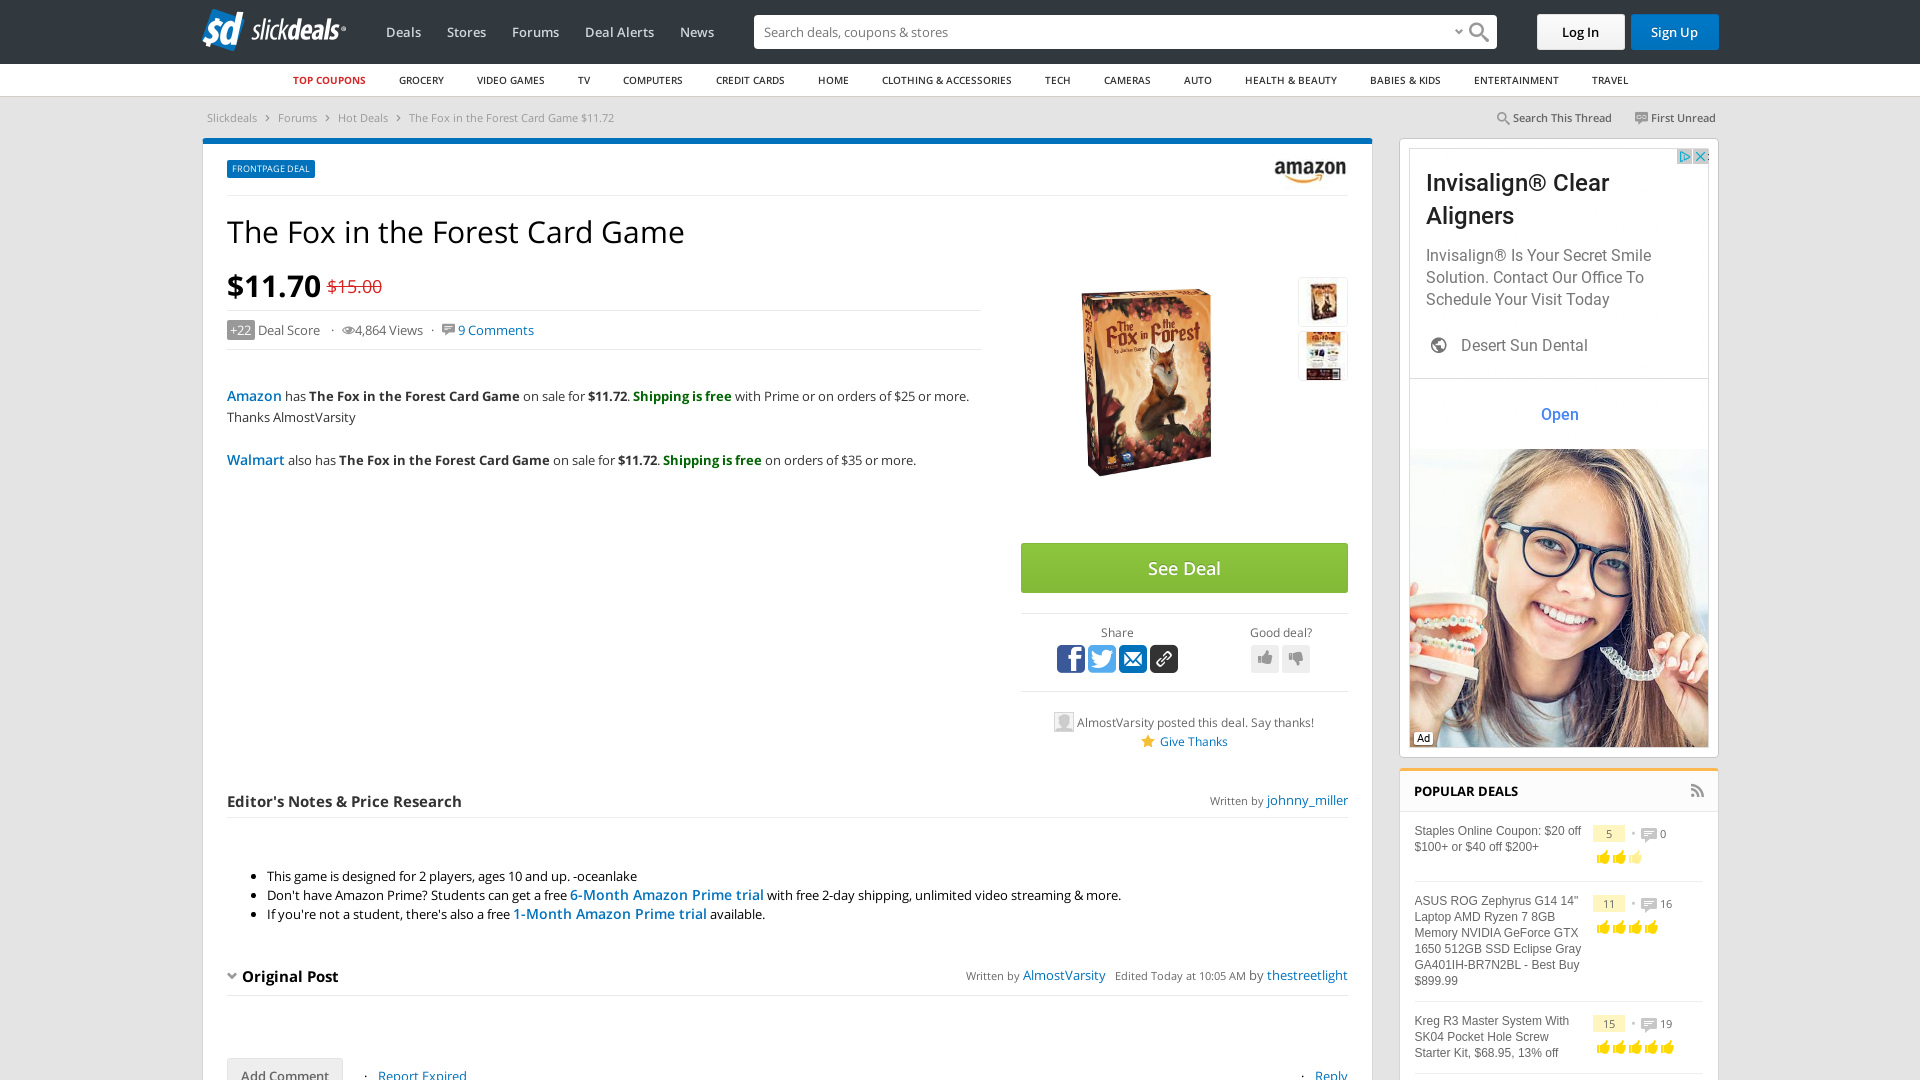 slickdeals
Deals
Stores
Forums
Deal Alerts
News
Search deals, coupons & stores
Log In
Sign Up
TOP COUPONS
GROCERY
VIDEO GAMES
TV
COMPUTERS
CREDIT CARDS
HOME
CLOTHING & ACCESSORIES
TECH
CAMERAS
AUTO
HEALTH & BEAUTY
BABIES & KIDS
ENTERTAINMENT
TRAVEL
Slickdeals > Forums > Hot Deals > The Fox in the Forest Card Game $11.72
Search This Thread
First Unread
FRONTPAGE DEAL
amazon
The Fox in the Forest Card Game
$11.70 $15.00
+22 Deal Score · 4,864 Views · 9 Comments
Amazon has The Fox in the Forest Card Game on sale for $11.72. Shipping is free with Prime or on orders of $25 or more.
Thanks AlmostVarsity
Walmart also has The Fox in the Forest Card Game on sale for $11.72. Shipping is free on orders of $35 or more.
The Fox in the Forest
See Deal
Share
Good deal?
AlmostVarsity posted this deal. Say thanks!
Give Thanks
Editor's Notes & Price Research
Written by johnny_miller
• This game is designed for 2 players, ages 10 and up. -oceanlake
• Don't have Amazon Prime? Students can get a free 6-Month Amazon Prime trial with free 2-day shipping, unlimited video streaming & more.
• If you're not a student, there's also a free 1-Month Amazon Prime trial available.
Original Post
Written by AlmostVarsity Edited Today at 10:05 AM by thestreetlight
Add Comment
· Report Expired
· Reply
Invisalign® Clear
Aligners
Invisalign® Is Your Secret Smile
Solution. Contact Our Office To
Schedule Your Visit Today
Desert Sun Dental
Open
Ad
POPULAR DEALS
Staples Online Coupon: $20 off
$100+ or $40 off $200+
5 • 0
ASUS ROG Zephyrus G14 14"
Laptop AMD Ryzen 7 8GB
Memory NVIDIA GeForce GTX
1650 512GB SSD Eclipse Gray
GA401IH-BR7N2BL - Best Buy
$899.99
11 • 16
Kreg R3 Master System With
SK04 Pocket Hole Screw
Starter Kit, $68.95, 13% off
15 • 19